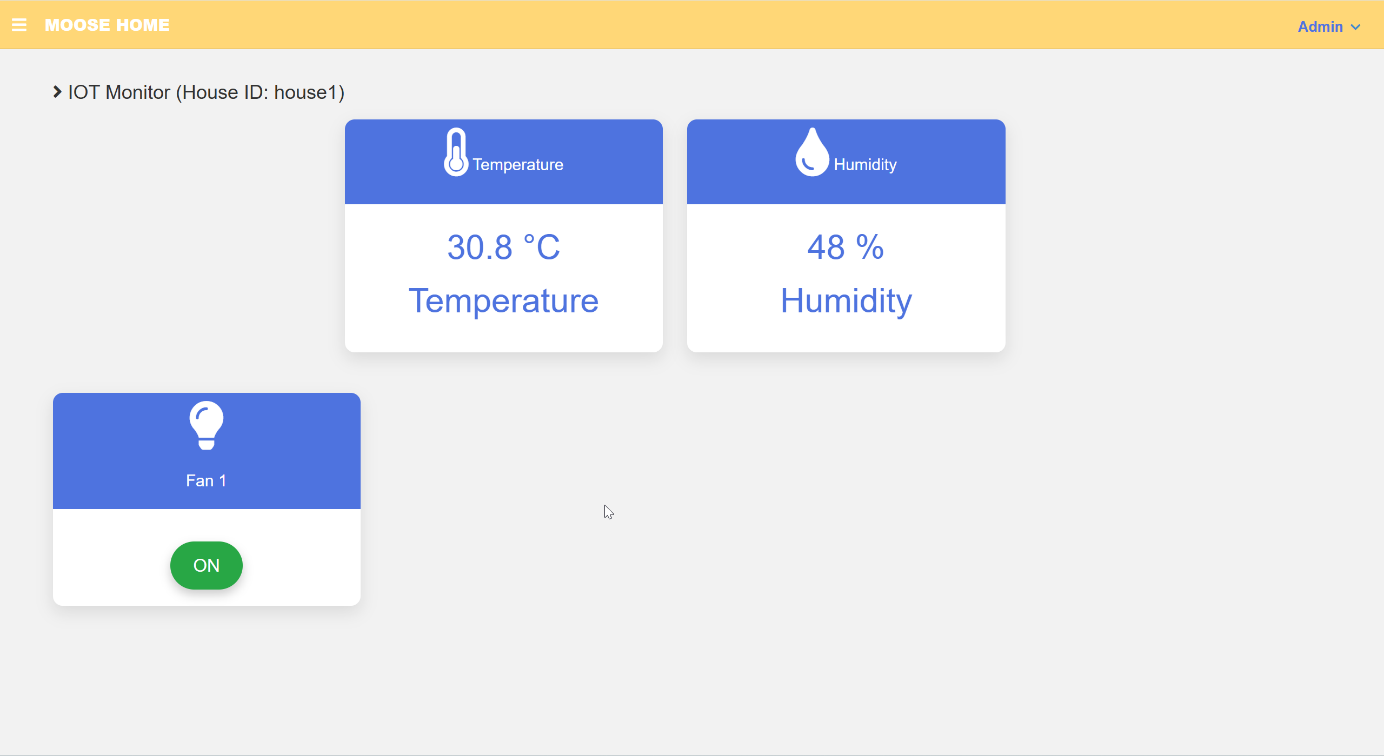 MOOSE HOME
Admin
IOT Monitor (House ID: house1)
Temperature
Humidity
30.8 °C
48 %
Temperature
Humidity
Fan 1
ON